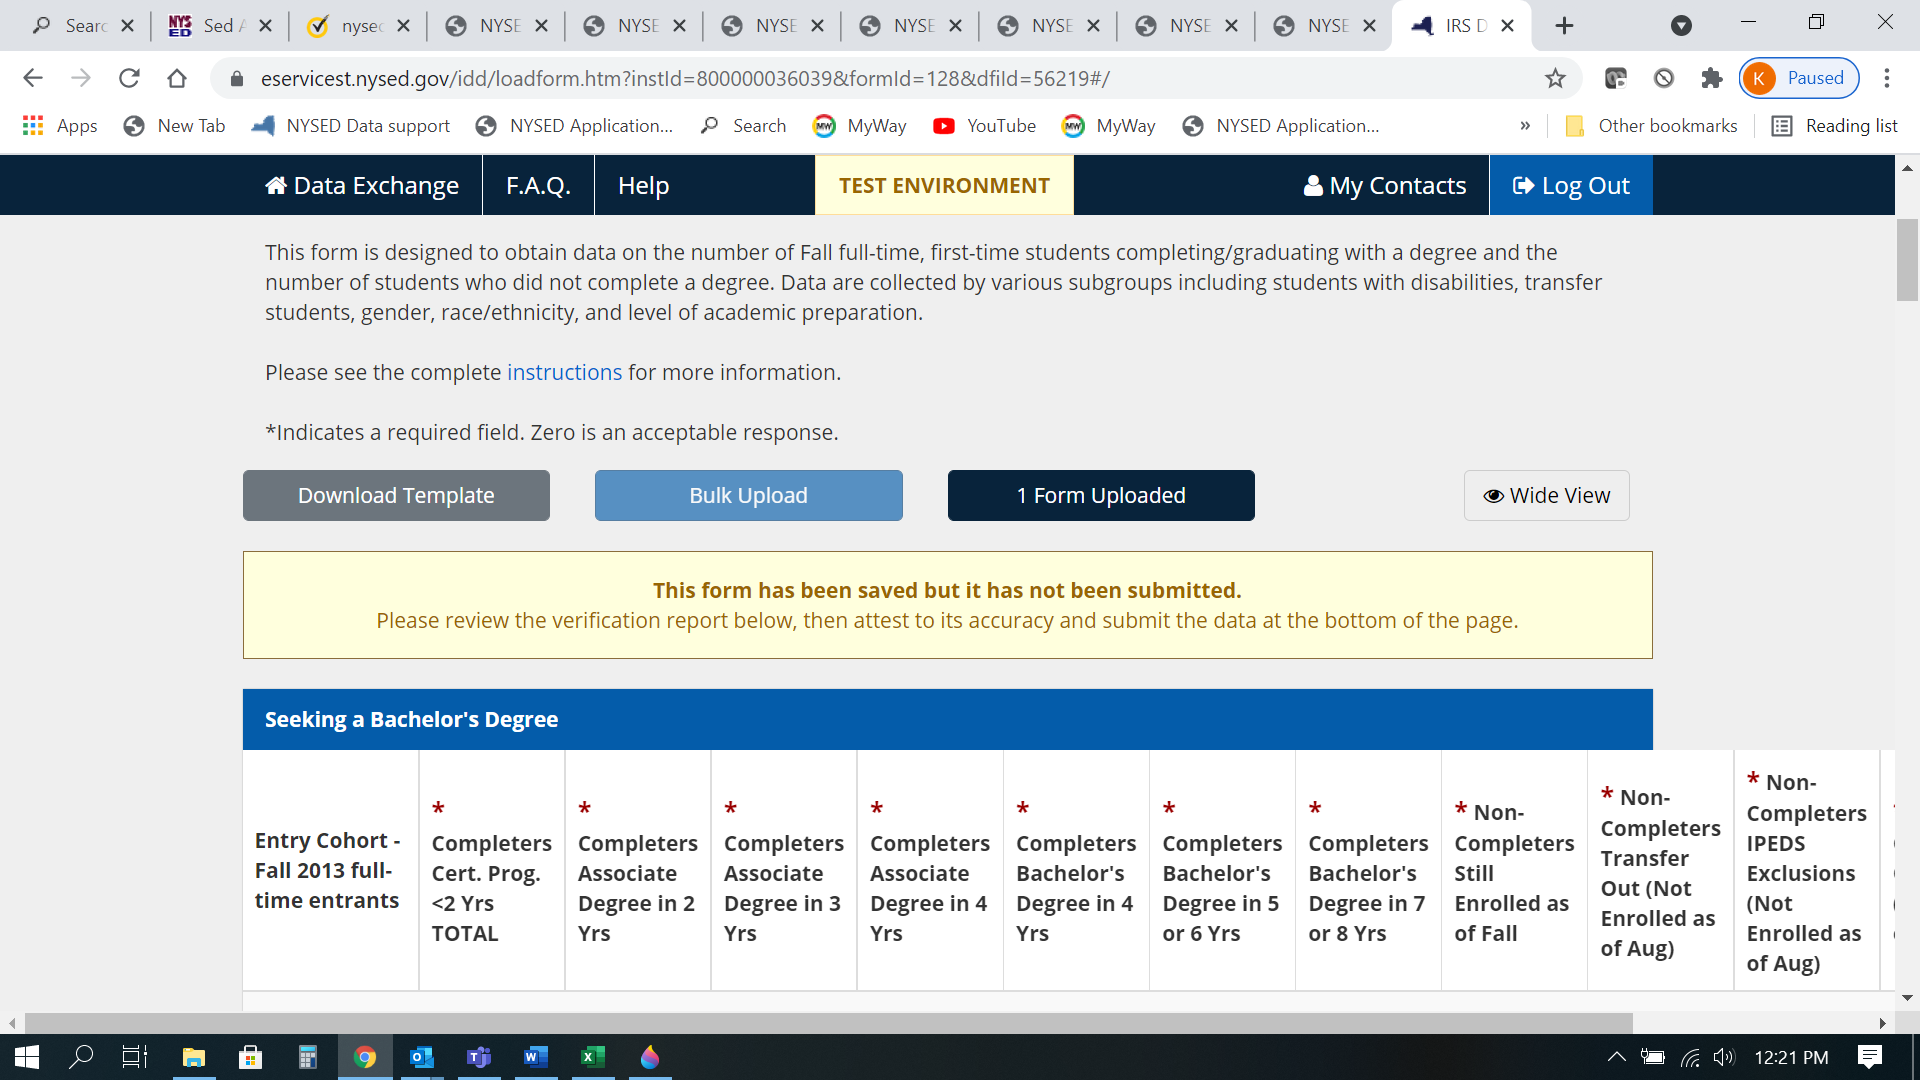 Searc
Sed A
nysec
NYSE
NYSE
NYSE
NYSE
NYSE
NYSE
NYSE
IRS D
eservicest.nysed.gov/idd/loadform.htm?instId=800000036039&formId=128&dfiId=56219#/
K Paused
Apps
New Tab
NYSED Data support
NYSED Application...
Search
MyWay
YouTube
MyWay
NYSED Application...
»
Other bookmarks
Reading list
Data Exchange
F.A.Q.
Help
TEST ENVIRONMENT
My Contacts
Log Out
This form is designed to obtain data on the number of Fall full-time, first-time students completing/graduating with a degree and the
number of students who did not complete a degree. Data are collected by various subgroups including students with disabilities, transfer
students, gender, race/ethnicity, and level of academic preparation.
Please see the complete instructions for more information.
*Indicates a required field. Zero is an acceptable response.
Download Template
Bulk Upload
1 Form Uploaded
Wide View
This form has been saved but it has not been submitted.
Please review the verification report below, then attest to its accuracy and submit the data at the bottom of the page.
Seeking a Bachelor's Degree
Entry Cohort -
Fall 2013 full-
time entrants
*
Completers
Cert. Prog.
<2 Yrs
TOTAL
*
Completers
Associate
Degree in 2
Yrs
*
Completers
Associate
Degree in 3
Yrs
*
Completers
Associate
Degree in 4
Yrs
*
Completers
Bachelor's
Degree in 4
Yrs
*
Completers
Bachelor's
Degree in 5
or 6 Yrs
*
Completers
Bachelor's
Degree in 7
or 8 Yrs
* Non-
Completers
Still
Enrolled as
of Fall
* Non-
Completers
Transfer
Out (Not
Enrolled as
of Aug)
* Non-
Completers
IPEDS
Exclusions
(Not
Enrolled as
of Aug)
12:21 PM